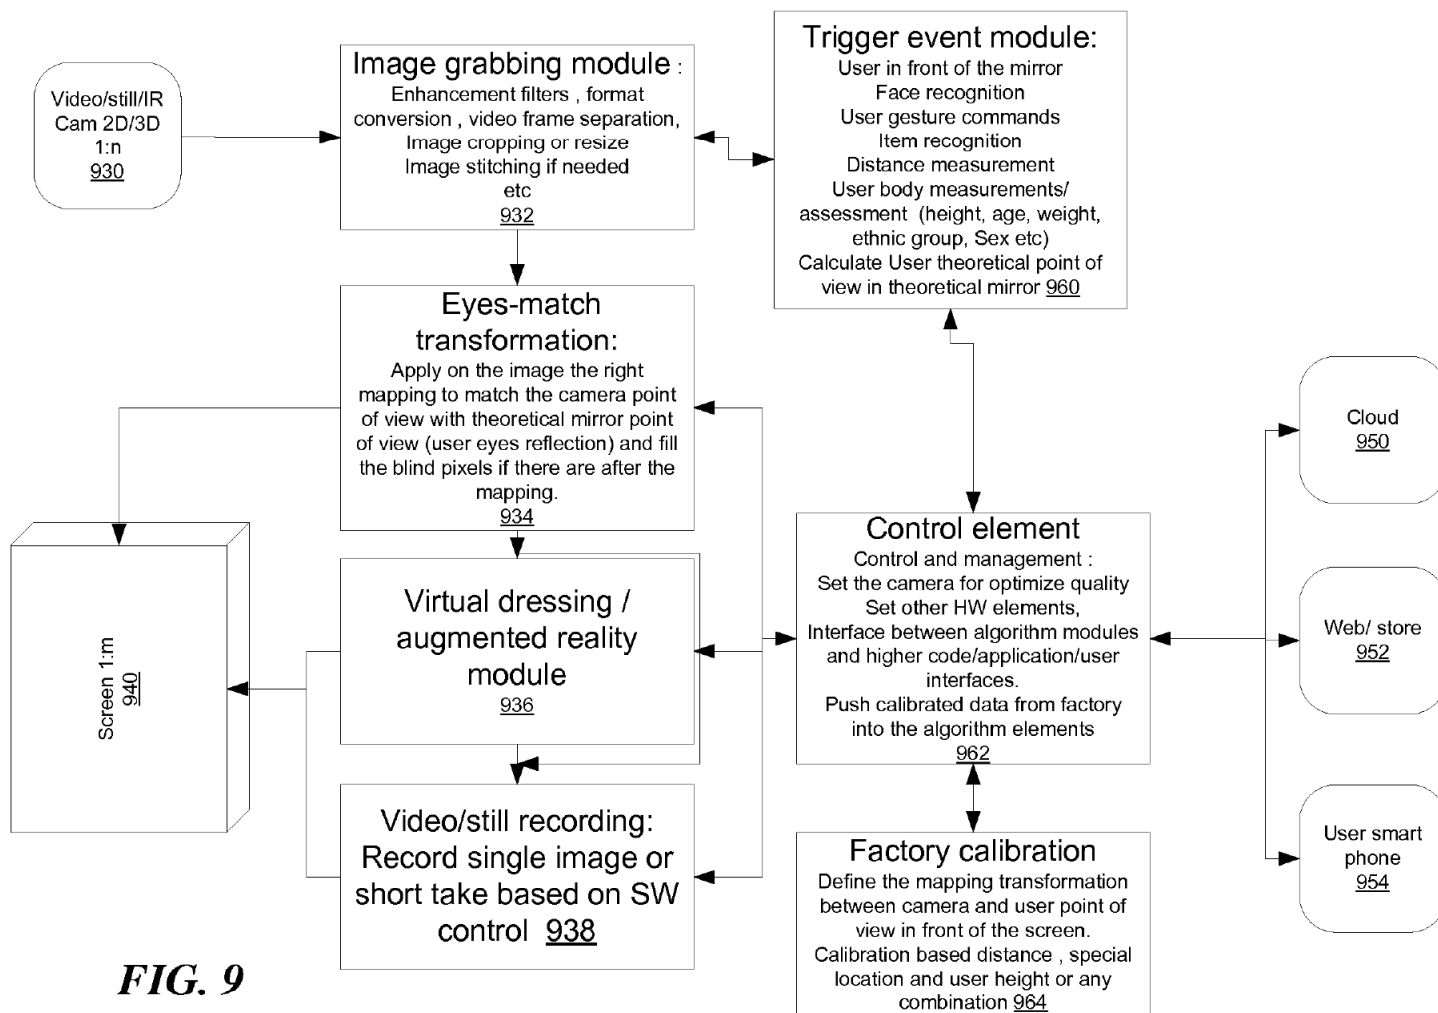 Video/still/IR
Cam 2D/3D
1:n
930
Image grabbing module :
Enhancement filters , format
conversion , video frame separation,
Image cropping or resize
Image stitching if needed
etc
932
Trigger event module:
User in front of the mirror
Face recognition
User gesture commands
Item recognition
Distance measurement
User body measurements/
assessment (height, age, weight,
ethnic group, Sex etc)
Calculate User theoretical point of
view in theoretical mirror 960
Eyes-match
transformation:
Apply on the image the right
mapping to match the camera point
of view with theoretical mirror point
of view (user eyes reflection) and fill
the blind pixels if there are after the
mapping.
934
Screen 1:m
940
Virtual dressing /
augmented reality
module
936
Video/still recording:
Record single image or
short take based on SW
control 938
Control element
Control and management :
Set the camera for optimize quality
Set other HW elements,
Interface between algorithm modules
and higher code/application/user
interfaces.
Push calibrated data from factory
into the algorithm elements
962
Factory calibration
Define the mapping transformation
between camera and user point of
view in front of the screen.
Calibration based distance , special
location and user height or any
combination 964
Cloud
950
Web/ store
952
User smart
phone
954
FIG. 9